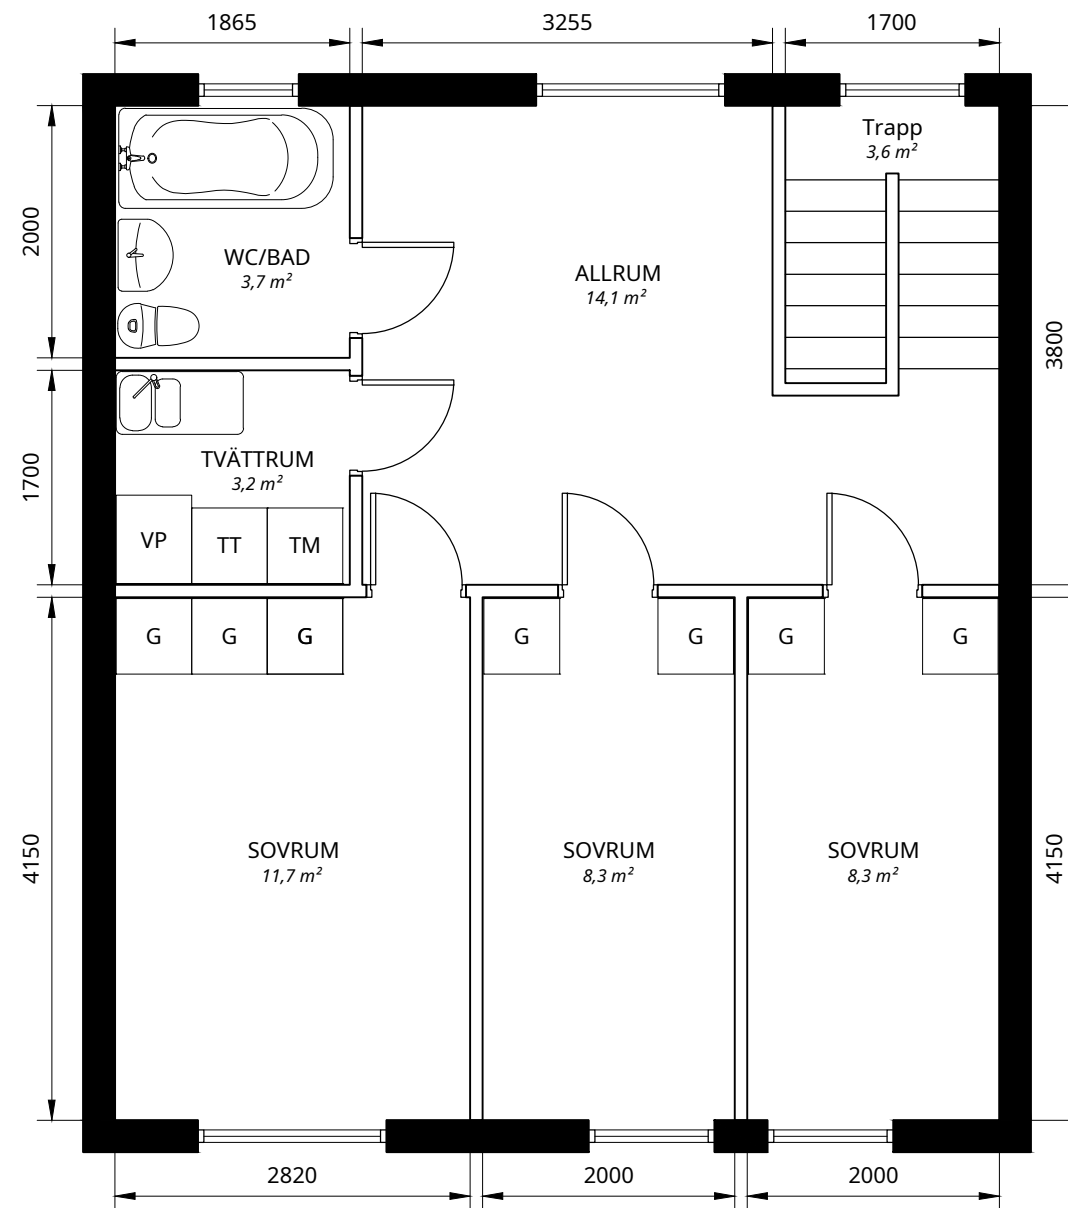 1865
3255
1700
Trapp
3,6 m²
2000
WC/BAD
3,7 m²
ALLRUM
14,1 m²
3800
1700
TVÄTTRUM
3,2 m²
VP
TT
TM
G
G
G
G
G
G
G
4150
SOVRUM
11,7 m²
SOVRUM
8,3 m²
SOVRUM
8,3 m²
4150
2820
2000
2000